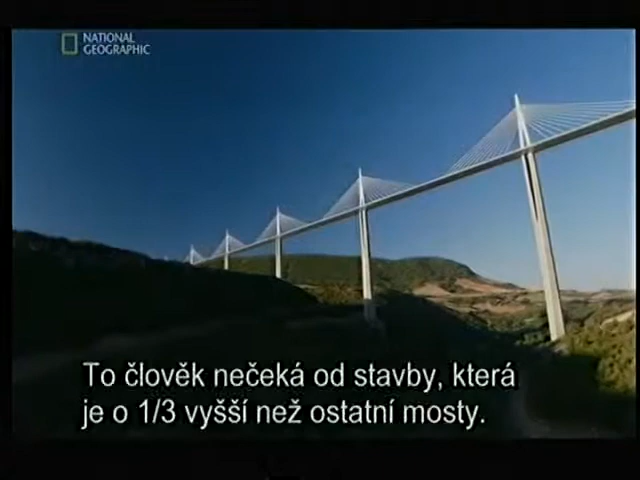 NATIONAL
GEOGRAPHIC
To člověk nečeká od stavby, která
je o 1/3 vyšší než ostatní mosty.